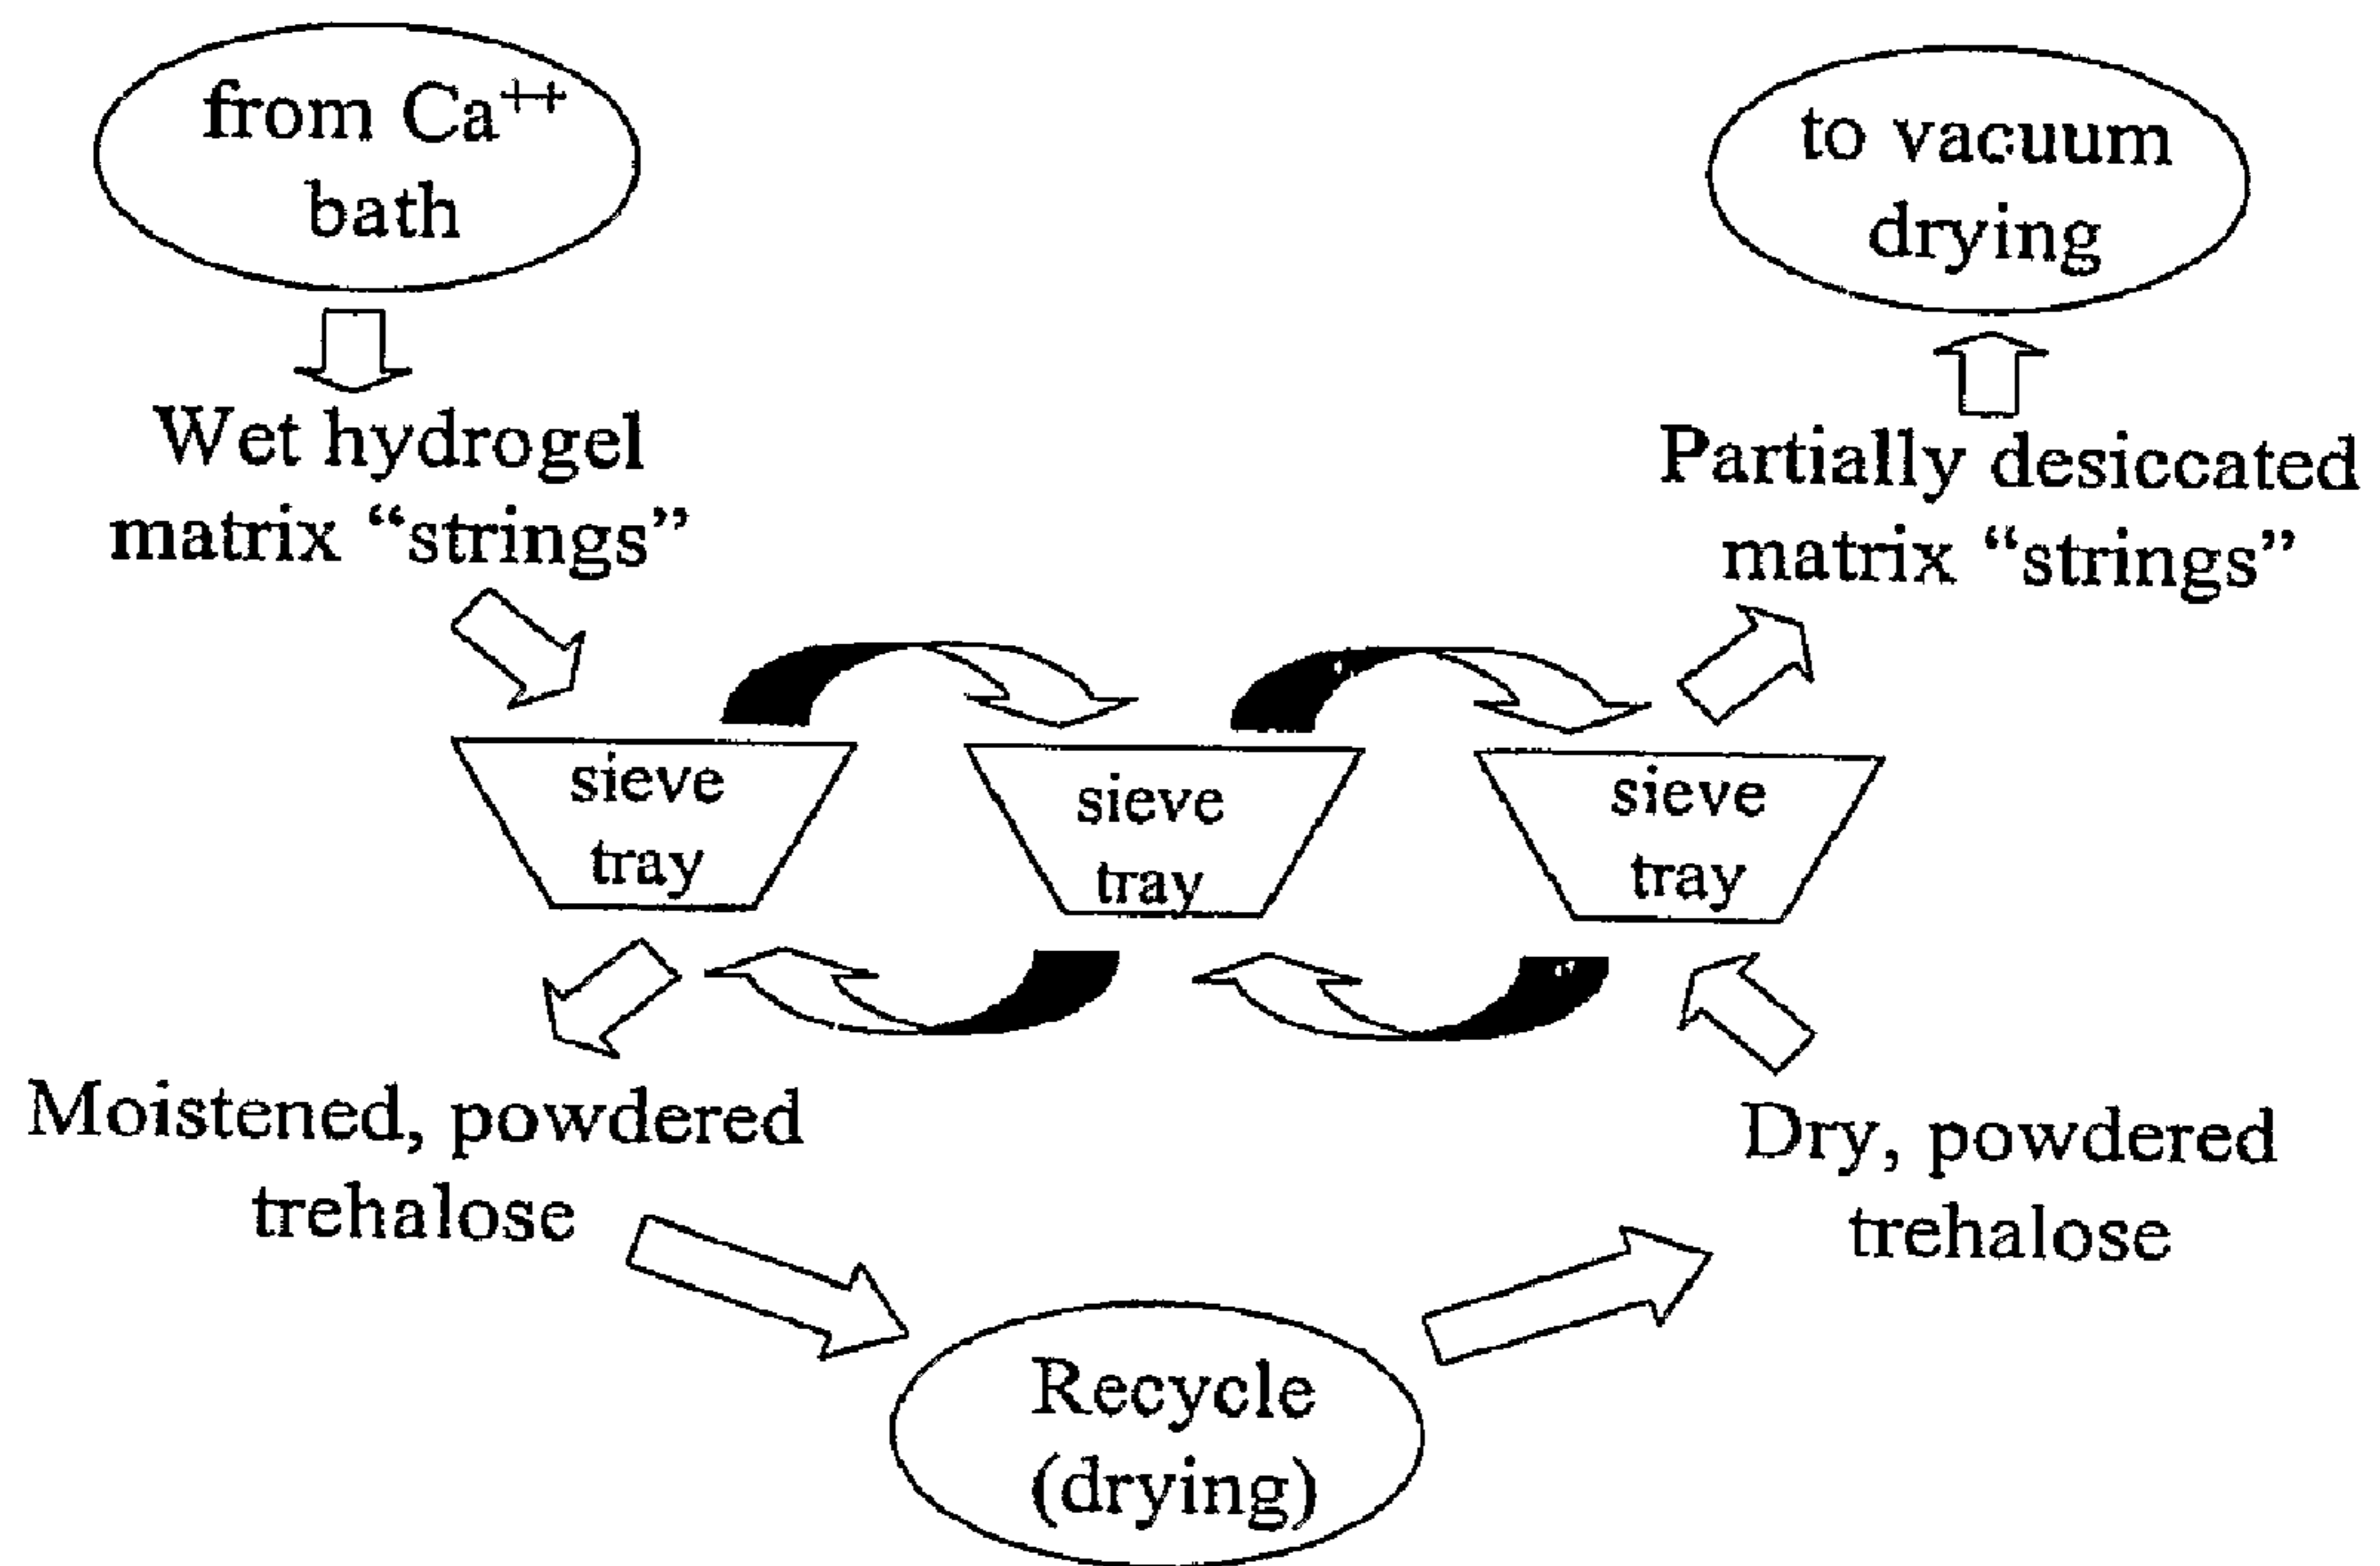 from Ca++
bath
to vacuum
drying
Wet hydrogel
matrix “strings”
Partially desiccated
matrix “strings”
sieve
tray
sieve
tray
sieve
tray
Moistened, powdered
trehalose
Dry, powdered
trehalose
Recycle
(drying)